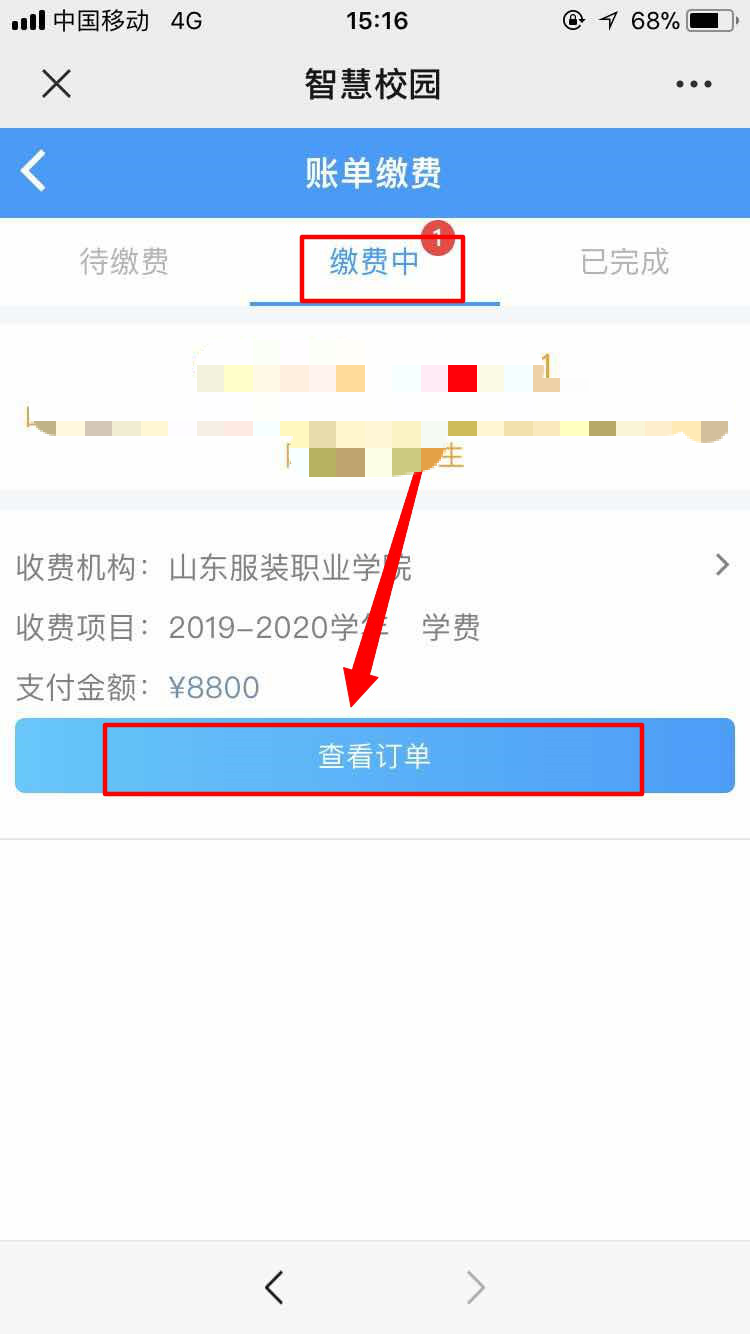 中国移动 4G 15:16 68%
智慧校园
账单缴费
待缴费 缴费中 1 已完成
1
生
收费机构：山东服装职业学院
收费项目：2019-2020学年 学费
支付金额：¥8800
查看订单